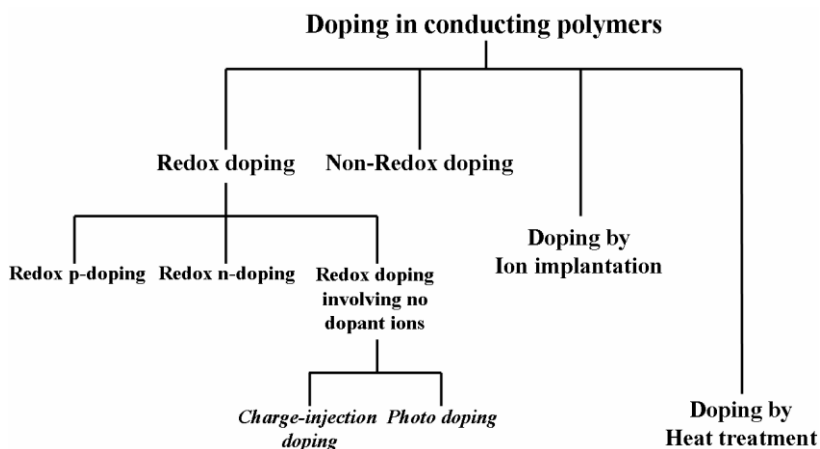 Doping in conducting polymers
Redox doping
Non-Redox doping
Doping by
Ion implantation
Redox p-doping
Redox n-doping
Redox doping
involving no
dopant ions
Charge-injection
doping
Photo doping
Doping by
Heat treatment